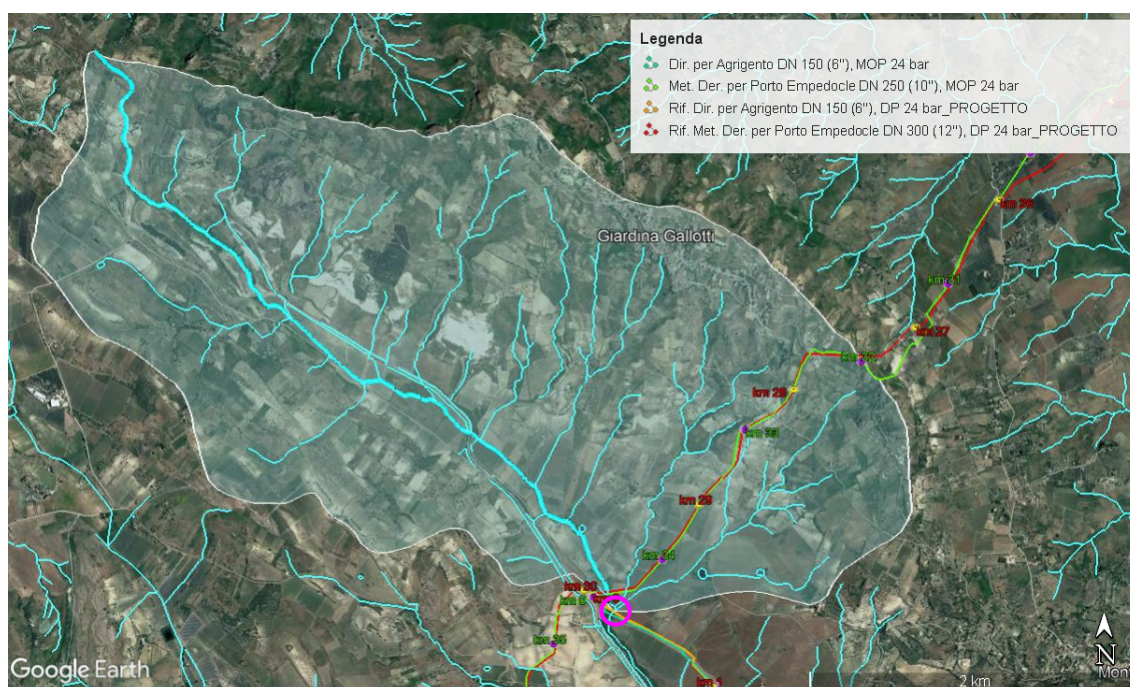 Legenda
Dir. per Agrigento DN 150 (6"), MOP 24 bar
Met. Der. per Porto Empedocle DN 250 (10"), MOP 24 bar
Rif. Dir. per Agrigento DN 150 (6"), DP 24 bar_PROGETTO
Rif. Met. Der. per Porto Empedocle DN 300 (12"), DP 24 bar_PROGETTO
km 26
Giardina Gallotti
km 31
km 27
km 28
km 33
km 29
km 34
km 35
km 1
N
Google Earth
2 km